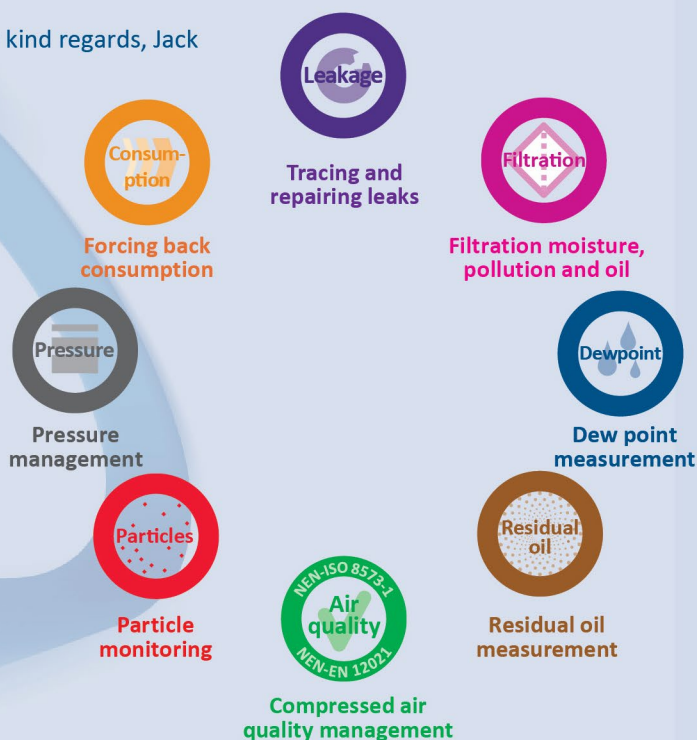 kind regards, Jack
Leakage
Tracing and
repairing leaks
Consum-
ption
Forcing back
consumption
Filtration
Filtration moisture,
pollution and oil
Pressure
Pressure
management
Dewpoint
Dew point
measurement
Particles
Particle
monitoring
Residual
oil
Residual oil
measurement
NEN-ISO 8573-1
Air
quality
NEN-EN 12021
Compressed air
quality management